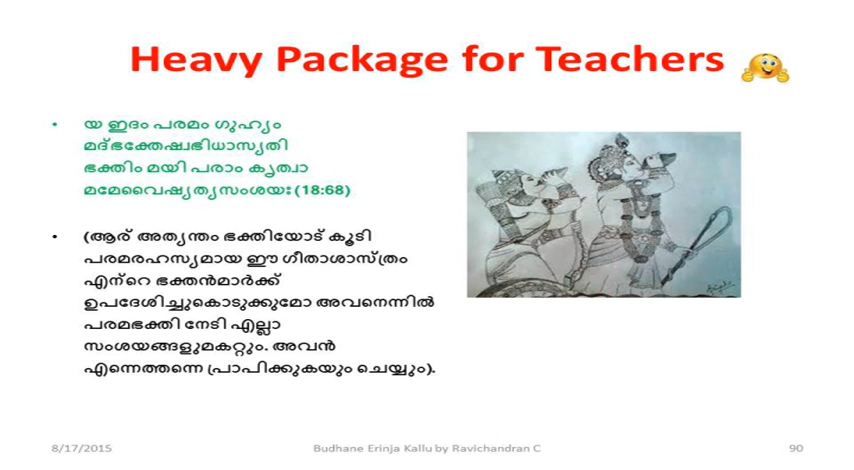 Heavy Package for Teachers
• യ ഇദം പരമം ഗുഹ്യം
മദ്ഭക്തേഷ്വഭിധാസ്യതി
ഭക്തിം മയി പരാം കൃത്വാ
മമേവൈഷ്യത്യസംശയഃ (18:68)
• (ആര് അത്യന്തം ഭക്തിയോട് കൂടി
പരമരഹസ്യമായ ഈ ഗീതാശാസ്ത്രം
എന്റെ ഭക്തൻമാർക്ക്
ഉപദേശിച്ചുകൊടുക്കുമോ അവനെന്നിൽ
പരമഭക്തി നേടി എല്ലാ
സംശയങ്ങളുമകറ്റും. അവൻ
എന്നെത്തന്നെ പ്രാപിക്കുകയും ചെയ്യും).
8/17/2015
Budhane Erinja Kallu by Ravichandran C
90